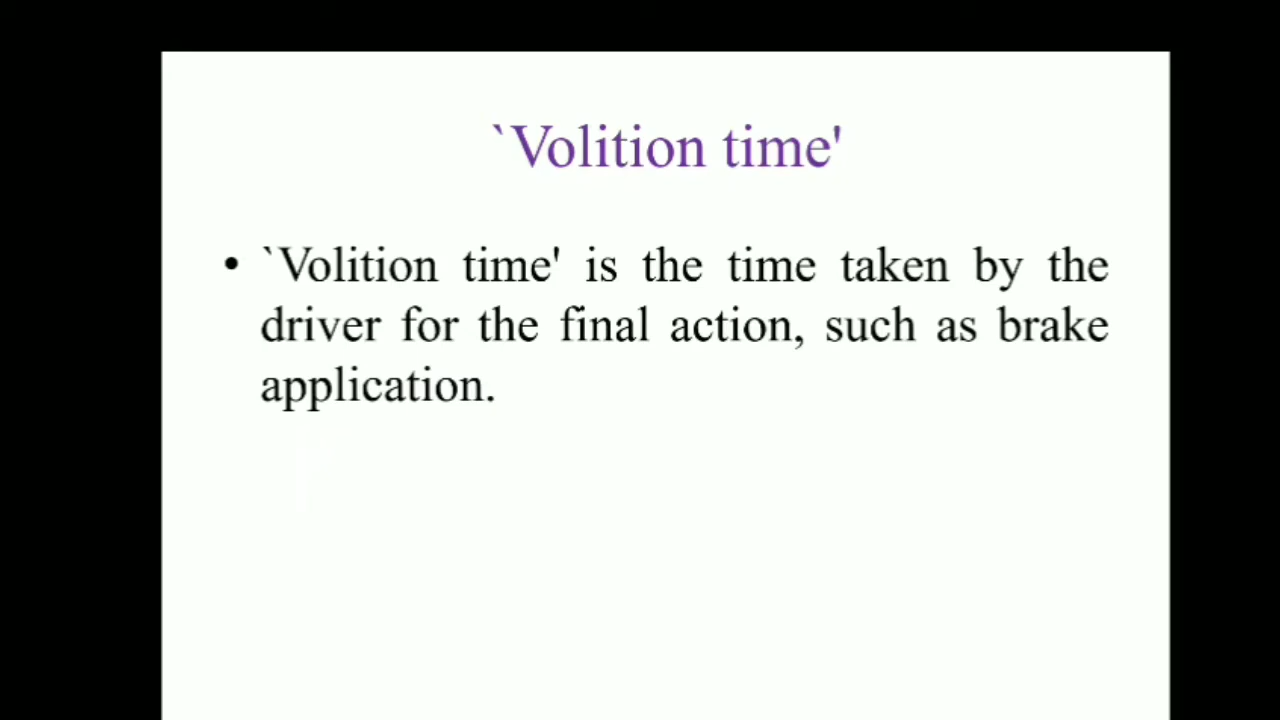 `Volition time'
• `Volition time' is the time taken by the
driver for the final action, such as brake
application.